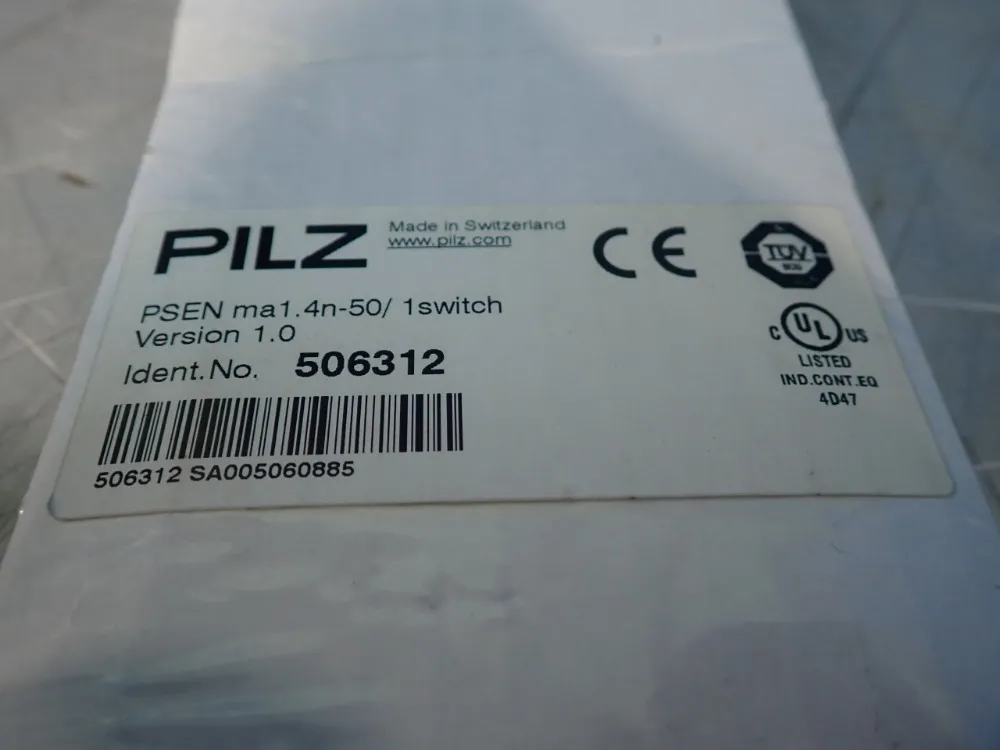 PILZ
Made in Switzerland
www.pilz.com
CE
TÜV
PSEN ma1.4n-50/ 1switch
Version 1.0
Ident.No. 506312
C UL US
LISTED
IND.CONT.EQ
4D47
506312 SA005060885